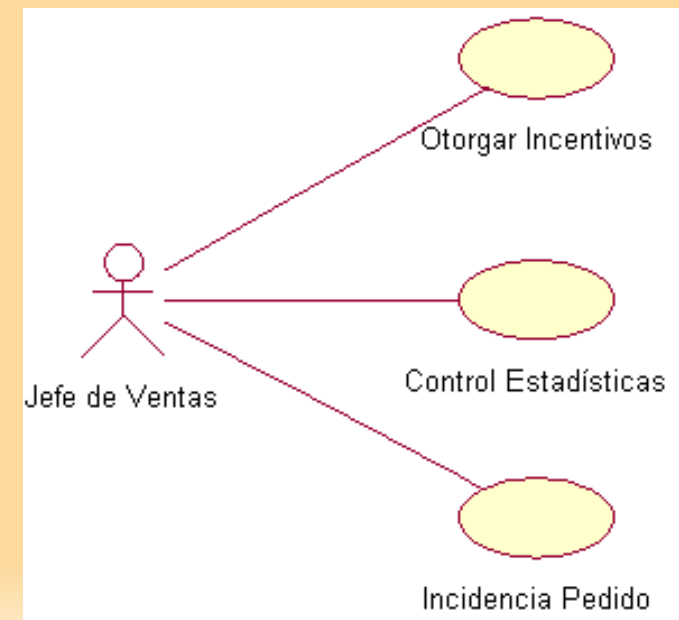 Otorgar Incentivos
Control Estadísticas
Jefe de Ventas
Incidencia Pedido